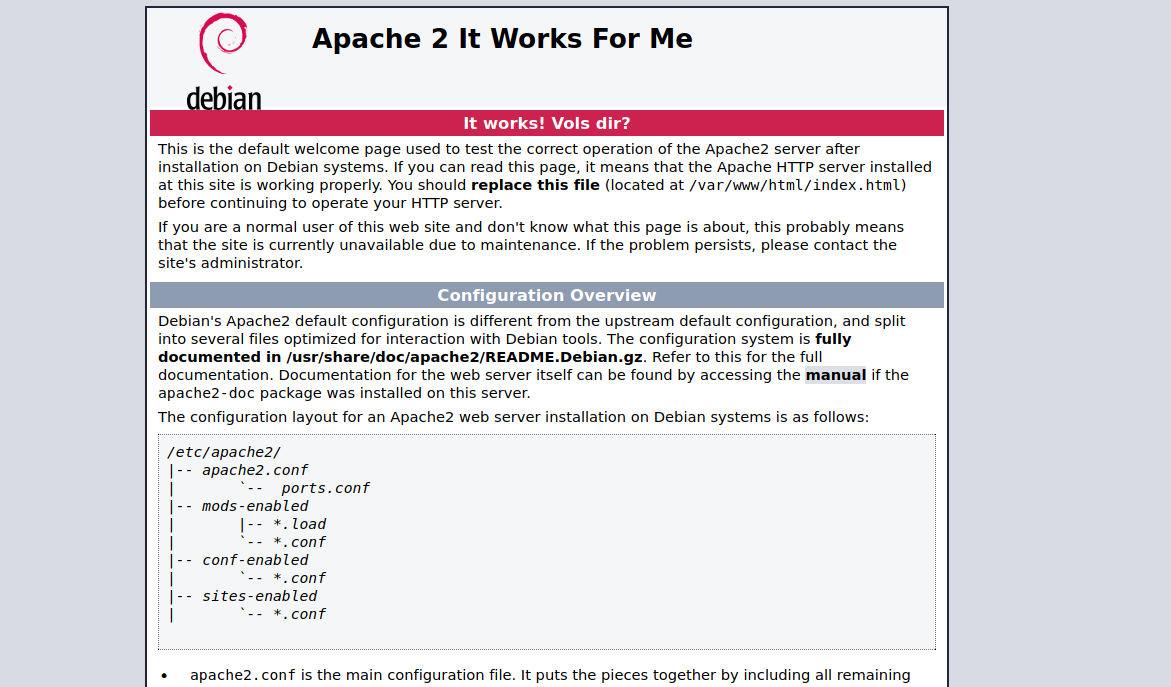 debian
Apache 2 It Works For Me
It works! Vols dir?
This is the default welcome page used to test the correct operation of the Apache2 server after
installation on Debian systems. If you can read this page, it means that the Apache HTTP server installed
at this site is working properly. You should replace this file (located at /var/www/html/index.html)
before continuing to operate your HTTP server.
If you are a normal user of this web site and don't know what this page is about, this probably means
that the site is currently unavailable due to maintenance. If the problem persists, please contact the
site's administrator.
Configuration Overview
Debian's Apache2 default configuration is different from the upstream default configuration, and split
into several files optimized for interaction with Debian tools. The configuration system is fully
documented in /usr/share/doc/apache2/README.Debian.gz. Refer to this for the full
documentation. Documentation for the web server itself can be found by accessing the manual if the
apache2-doc package was installed on this server.
The configuration layout for an Apache2 web server installation on Debian systems is as follows:
/etc/apache2/
|-- apache2.conf
|       `--  ports.conf
|-- mods-enabled
|       |-- *.load
|       `-- *.conf
|-- conf-enabled
|       `-- *.conf
|-- sites-enabled
|       `-- *.conf
• apache2.conf is the main configuration file. It puts the pieces together by including all remaining